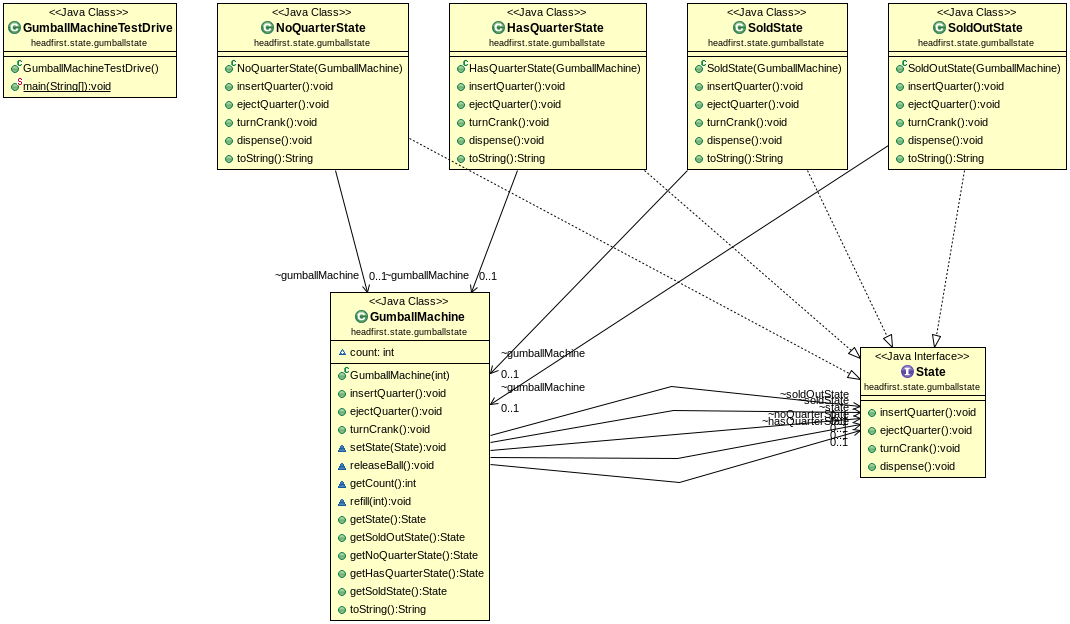 <<Java Class>>
GumballMachineTestDrive
headfirst.state.gumballstate
GumballMachineTestDrive()
main(String[]):void
<<Java Class>>
NoQuarterState
headfirst.state.gumballstate
NoQuarterState(GumballMachine)
insertQuarter():void
ejectQuarter():void
turnCrank():void
dispense():void
toString():String
<<Java Class>>
HasQuarterState
headfirst.state.gumballstate
HasQuarterState(GumballMachine)
insertQuarter():void
ejectQuarter():void
turnCrank():void
dispense():void
toString():String
<<Java Class>>
SoldState
headfirst.state.gumballstate
SoldState(GumballMachine)
insertQuarter():void
ejectQuarter():void
turnCrank():void
dispense():void
toString():String
<<Java Class>>
SoldOutState
headfirst.state.gumballstate
SoldOutState(GumballMachine)
insertQuarter():void
ejectQuarter():void
turnCrank():void
dispense():void
toString():String
~gumballMachine
0..1
~gumballMachine
0..1
<<Java Class>>
GumballMachine
headfirst.state.gumballstate
count: int
GumballMachine(int)
insertQuarter():void
ejectQuarter():void
turnCrank():void
setState(State):void
releaseBall():void
getCount():int
refill(int):void
getState():State
getSoldOutState():State
getNoQuarterState():State
getHasQuarterState():State
getSoldState():State
toString():String
~gumballMachine
0..1
~gumballMachine
0..1
~soldOutState
~soldState
~state
~noQuarterState
~hasQuarterState
0..1
0..1
<<Java Interface>>
State
headfirst.state.gumballstate
insertQuarter():void
ejectQuarter():void
turnCrank():void
dispense():void